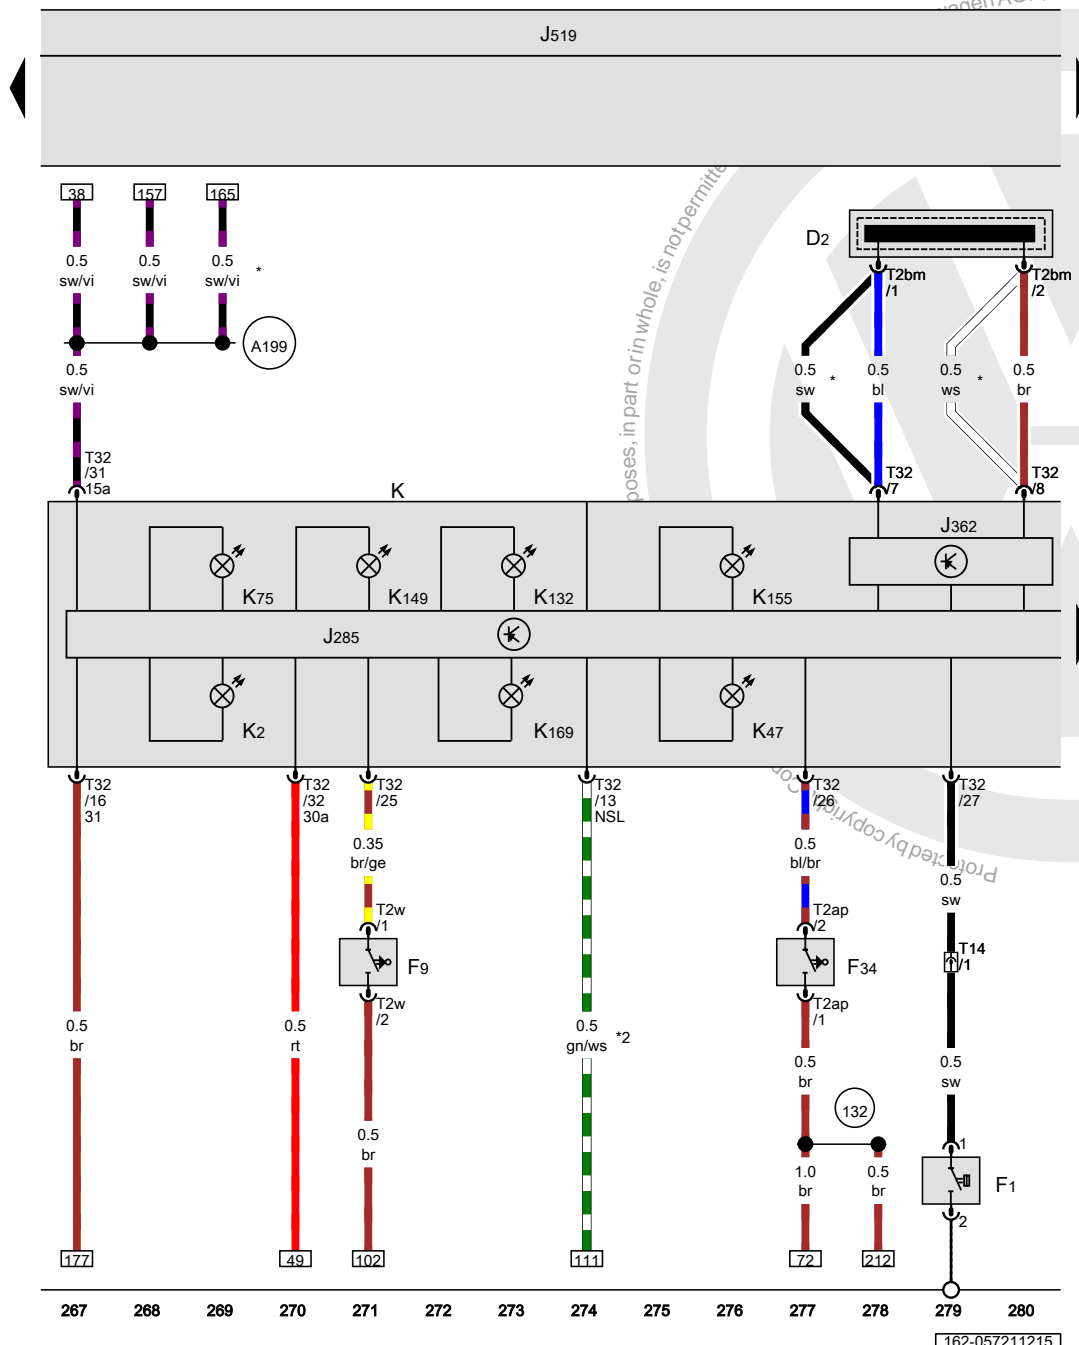 wagen AG.
J519
38 157 165
oses, in part or in whole, is not permitte
D2
0.5 0.5 0.5
sw/vi sw/vi sw/vi *
T2bm /1
T2bm /2
A199
0.5
sw/vi
0.5 sw *
0.5 bl
0.5 ws *
0.5 br
T32 /31 15a
K
T32 /7
T32 /8
J362
K75 K149 K132 K155
J285
K2 K169 K47
T32 /16 31
T32 /32 30a
T32 /25
T32 /13 NSL
T32 /26
T32 /27
Protected by copyright. Cop
0.35 br/ge
0.5 bl/br
0.5 sw
T2w /1
T2ap /2
T14 /1
F9
F34
T2w /2
T2ap /1
0.5 br
0.5 rt
0.5 gn/ws *2
0.5 br
0.5 sw
132
0.5 br
1.0 br
0.5 br
1
F1
2
177 49 102 111 72 212
267 268 269 270 271 272 273 274 275 276 277 278 279 280
162-057211215